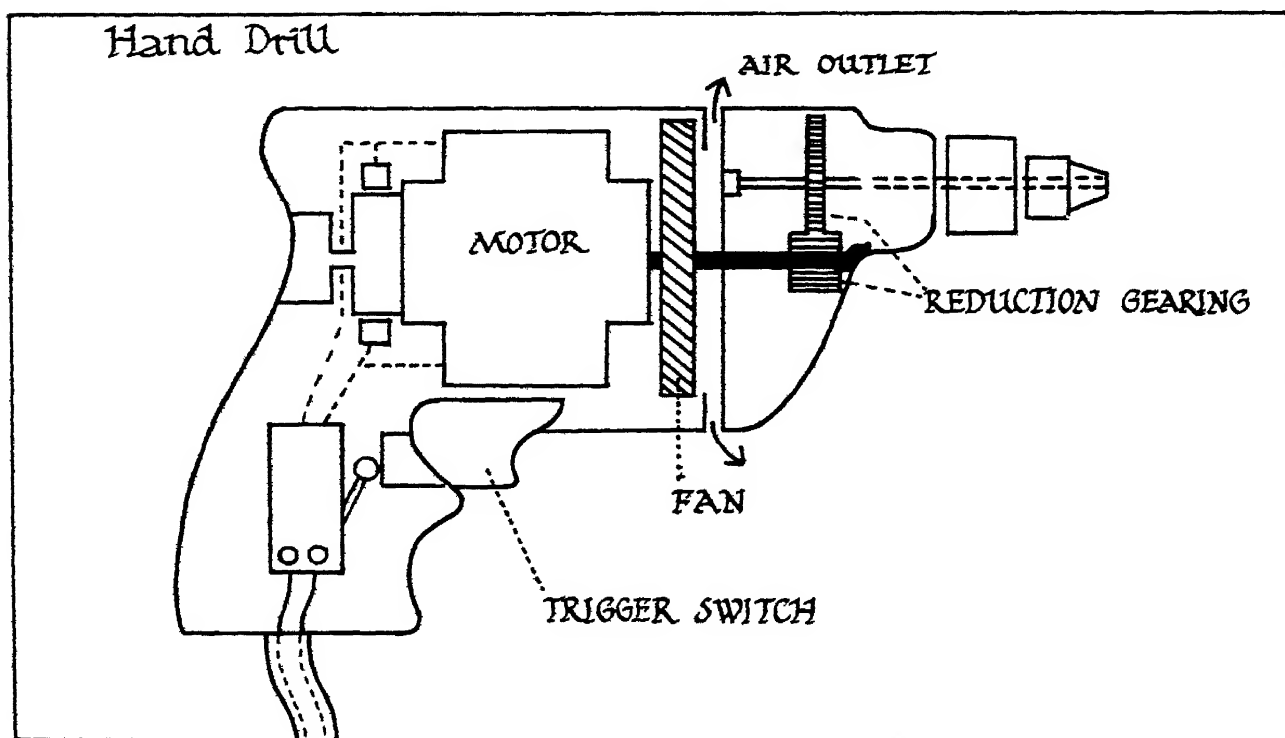 Hand Drill
AIR OUTLET
MOTOR
REDUCTION GEARING
FAN
TRIGGER SWITCH